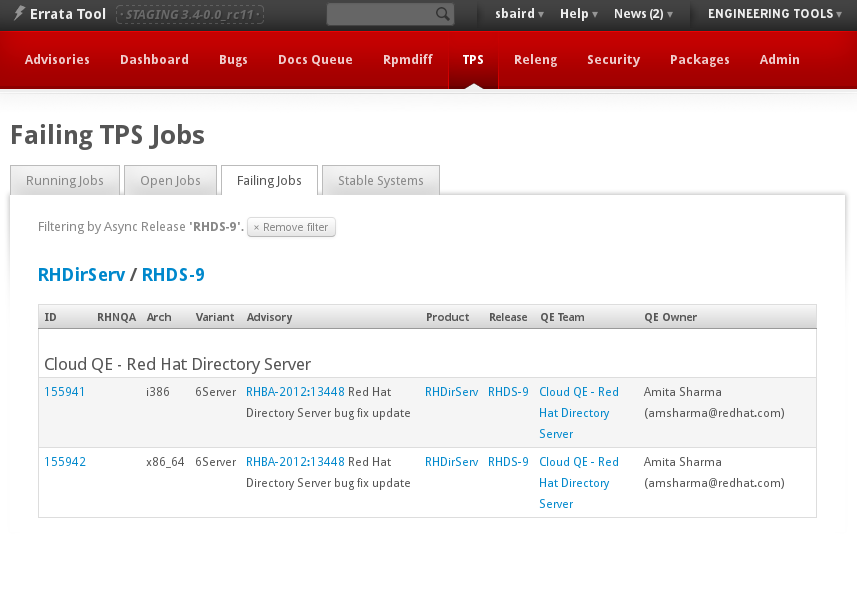 Errata Tool · STAGING 3.4-0.0_rc11 · sbaird ▾ Help ▾ News (2) ▾ ENGINEERING TOOLS ▾
Advisories Dashboard Bugs Docs Queue Rpmdiff TPS Releng Security Packages Admin
Failing TPS Jobs
Running Jobs Open Jobs Failing Jobs Stable Systems
Filtering by Async Release 'RHDS-9'. × Remove filter
RHDirServ / RHDS-9
ID RHNQA Arch Variant Advisory Product Release QE Team QE Owner
Cloud QE - Red Hat Directory Server
155941 i386 6Server RHBA-2012:13448 Red Hat RHDirServ RHDS-9 Cloud QE - Red Amita Sharma
Directory Server bug fix update Hat Directory (amsharma@redhat.com)
Server
155942 x86_64 6Server RHBA-2012:13448 Red Hat RHDirServ RHDS-9 Cloud QE - Red Amita Sharma
Directory Server bug fix update Hat Directory (amsharma@redhat.com)
Server